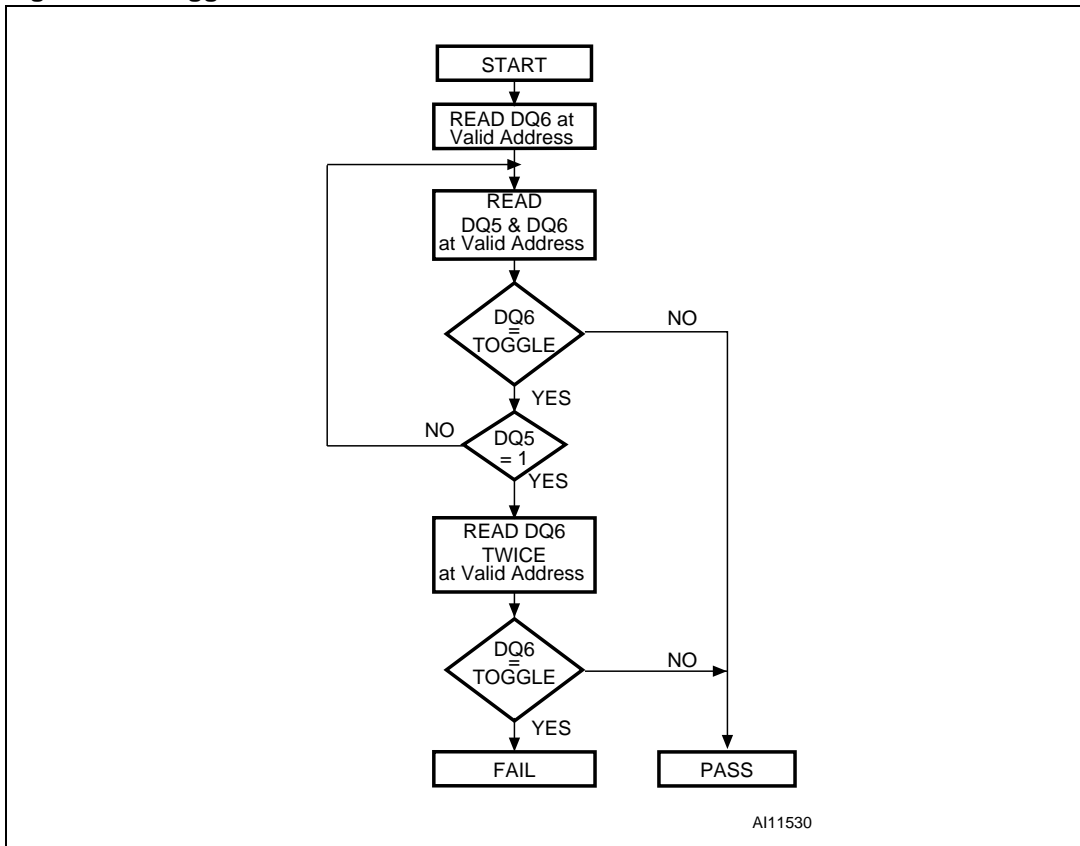 START
READ DQ6 at
Valid Address
READ
DQ5 & DQ6
at Valid Address
DQ6
=
TOGGLE
NO
YES
NO
DQ5
= 1
YES
READ DQ6
TWICE
at Valid Address
DQ6
=
TOGGLE
NO
YES
FAIL
PASS
AI11530